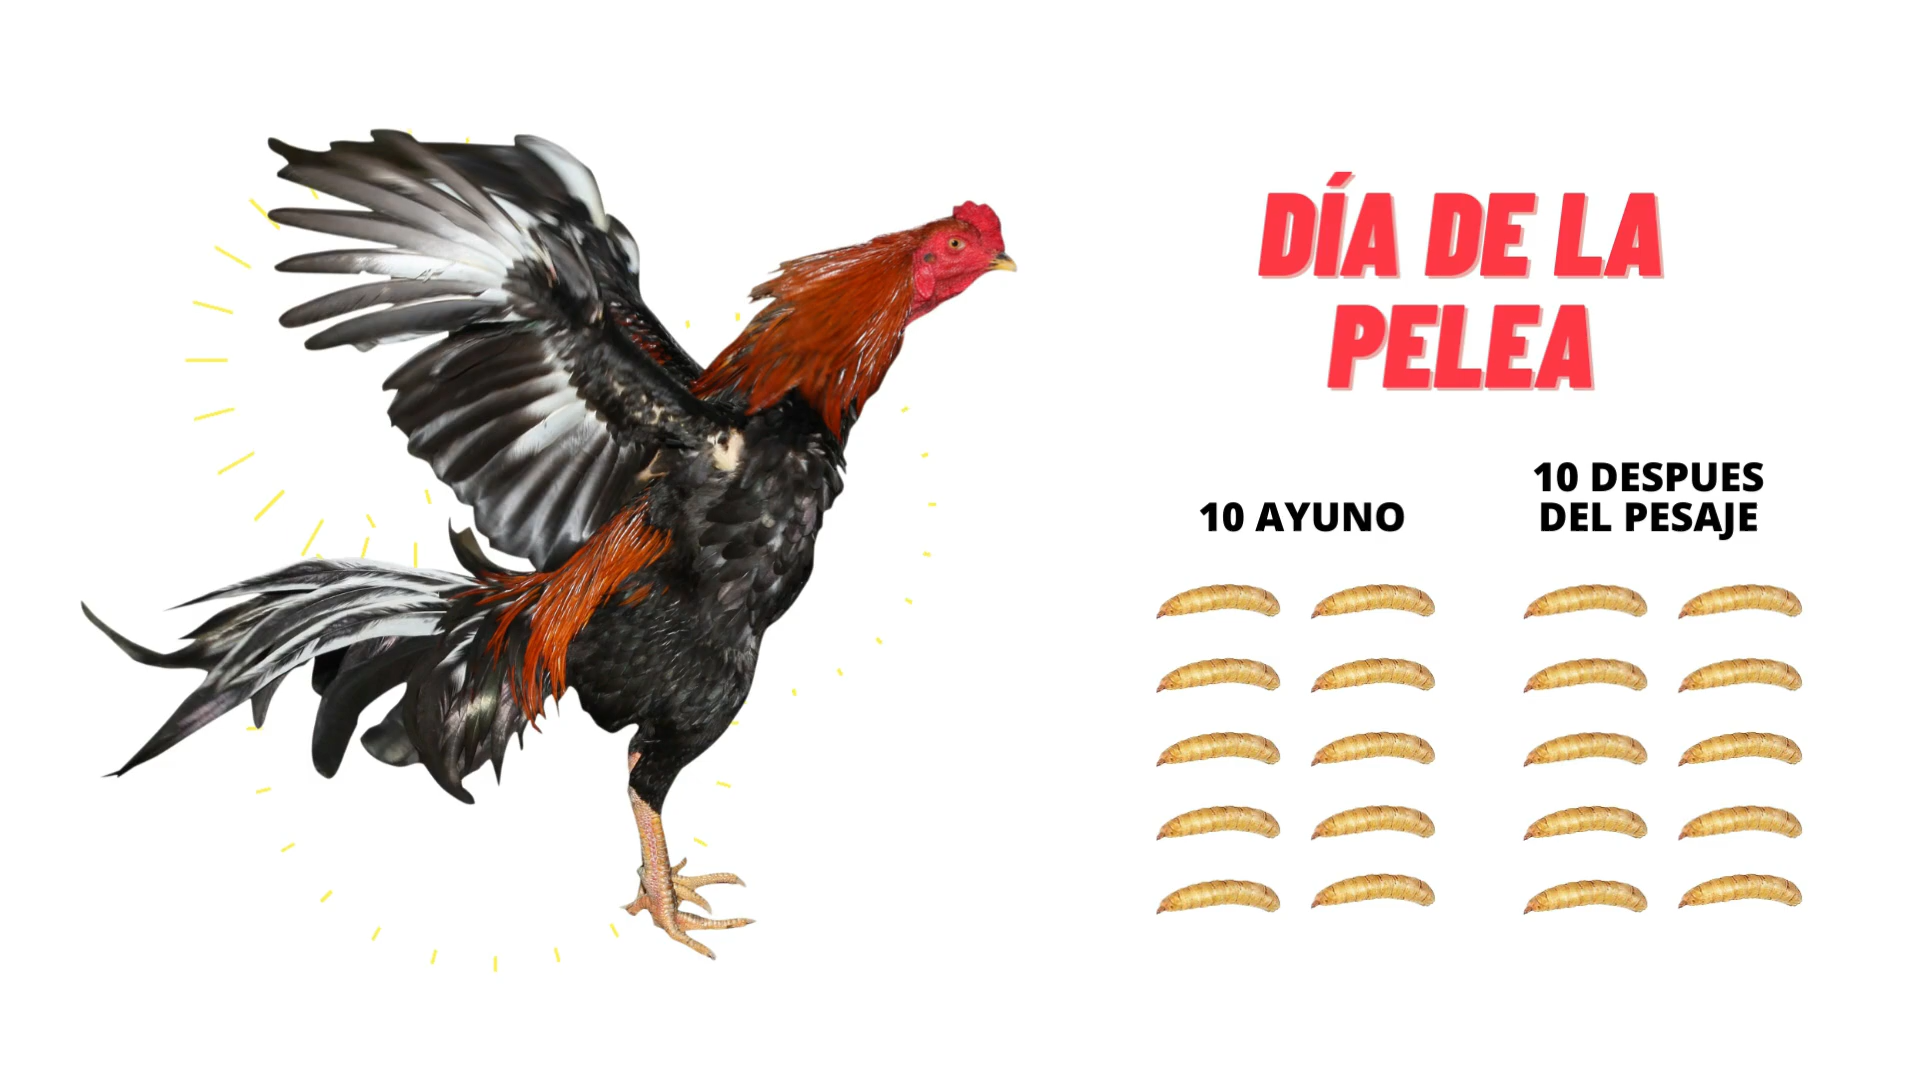 DÍA DE LA
PELEA
10 AYUNO
10 DESPUES
DEL PESAJE